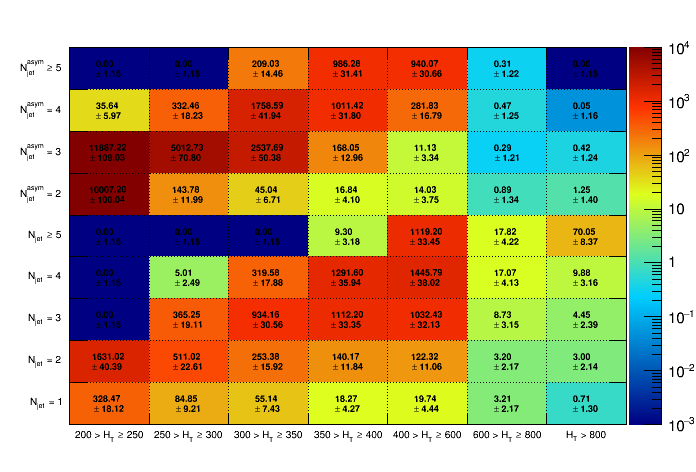 N_jet^asym ≥ 5 0.00 ± 1.15 0.00 ± 1.15 209.03 ± 14.46 986.26 ± 31.41 940.07 ± 30.66 0.31 ± 1.22 0.00 ± 1.15
N_jet^asym = 4 35.64 ± 5.97 332.46 ± 18.23 1758.59 ± 41.94 1011.42 ± 31.80 281.83 ± 16.79 0.47 ± 1.25 0.05 ± 1.16
N_jet^asym = 3 11887.22 ± 109.03 5012.73 ± 70.80 2537.69 ± 50.38 168.05 ± 12.96 11.13 ± 3.34 0.29 ± 1.21 0.42 ± 1.24
N_jet^asym = 2 10007.20 ± 100.04 143.78 ± 11.99 45.04 ± 6.71 16.84 ± 4.10 14.03 ± 3.75 0.89 ± 1.34 1.25 ± 1.40
N_jet ≥ 5 0.00 ± 1.15 0.00 ± 1.15 0.00 ± 1.15 9.30 ± 3.18 1119.20 ± 33.45 17.82 ± 4.22 70.05 ± 8.37
N_jet = 4 0.00 ± 1.15 5.01 ± 2.49 319.58 ± 17.88 1291.60 ± 35.94 1445.79 ± 38.02 17.07 ± 4.13 9.88 ± 3.16
N_jet = 3 0.00 ± 1.15 365.25 ± 19.11 934.16 ± 30.56 1112.20 ± 33.35 1032.43 ± 32.13 8.73 ± 3.15 4.45 ± 2.39
N_jet = 2 1631.02 ± 40.39 511.02 ± 22.61 253.38 ± 15.92 140.17 ± 11.84 122.32 ± 11.06 3.20 ± 2.17 3.00 ± 2.14
N_jet = 1 328.47 ± 18.12 84.85 ± 9.21 55.14 ± 7.43 18.27 ± 4.27 19.74 ± 4.44 3.21 ± 2.17 0.71 ± 1.30
200 > H_T ≥ 250 250 > H_T ≥ 300 300 > H_T ≥ 350 350 > H_T ≥ 400 400 > H_T ≥ 600 600 > H_T ≥ 800 H_T > 800
10^4
10^3
10^2
10
1
10^-1
10^-2
10^-3